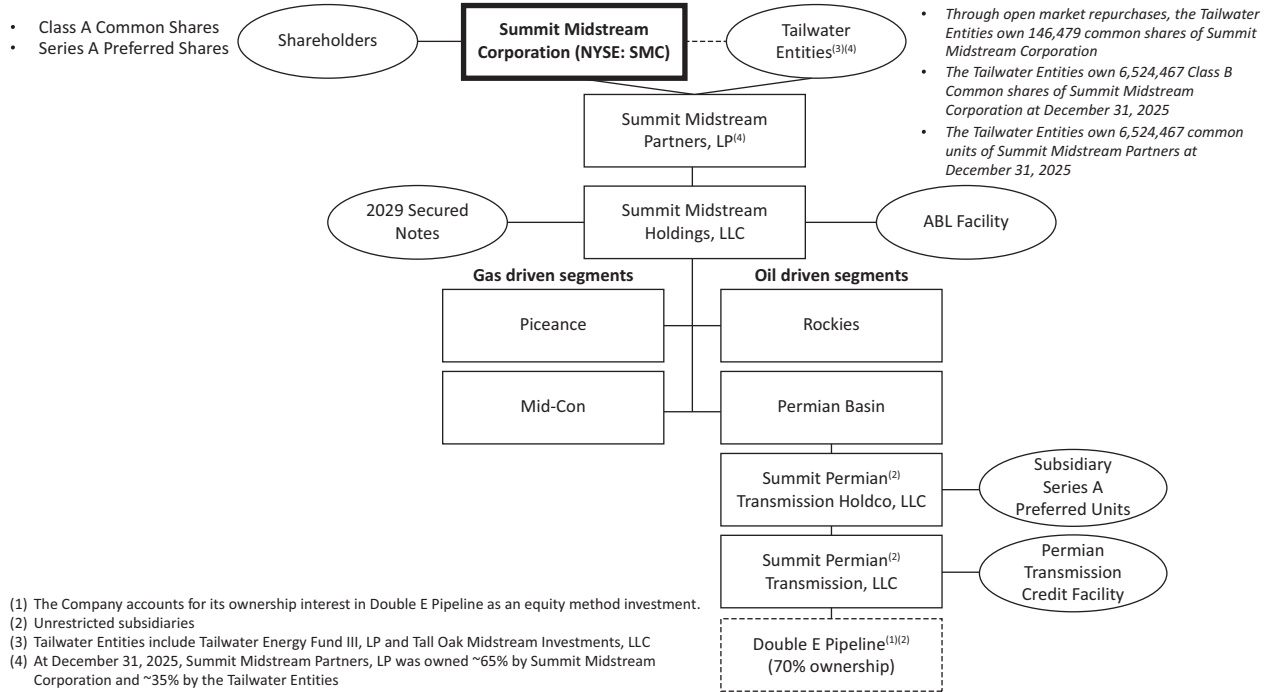 • Class A Common Shares
• Series A Preferred Shares
Shareholders
Summit Midstream
Corporation (NYSE: SMC)
Tailwater
Entities(3)(4)
• Through open market repurchases, the Tailwater
Entities own 146,479 common shares of Summit
Midstream Corporation
• The Tailwater Entities own 6,524,467 Class B
Common shares of Summit Midstream
Corporation at December 31, 2025
• The Tailwater Entities own 6,524,467 common
units of Summit Midstream Partners at
December 31, 2025
Summit Midstream
Partners, LP(4)
2029 Secured
Notes
Summit Midstream
Holdings, LLC
ABL Facility
Gas driven segments
Oil driven segments
Piceance
Rockies
Mid-Con
Permian Basin
Summit Permian(2)
Transmission Holdco, LLC
Subsidiary
Series A
Preferred Units
Summit Permian(2)
Transmission, LLC
Permian
Transmission
Credit Facility
Double E Pipeline(1)(2)
(70% ownership)
(1) The Company accounts for its ownership interest in Double E Pipeline as an equity method investment.
(2) Unrestricted subsidiaries
(3) Tailwater Entities include Tailwater Energy Fund III, LP and Tall Oak Midstream Investments, LLC
(4) At December 31, 2025, Summit Midstream Partners, LP was owned ~65% by Summit Midstream
Corporation and ~35% by the Tailwater Entities